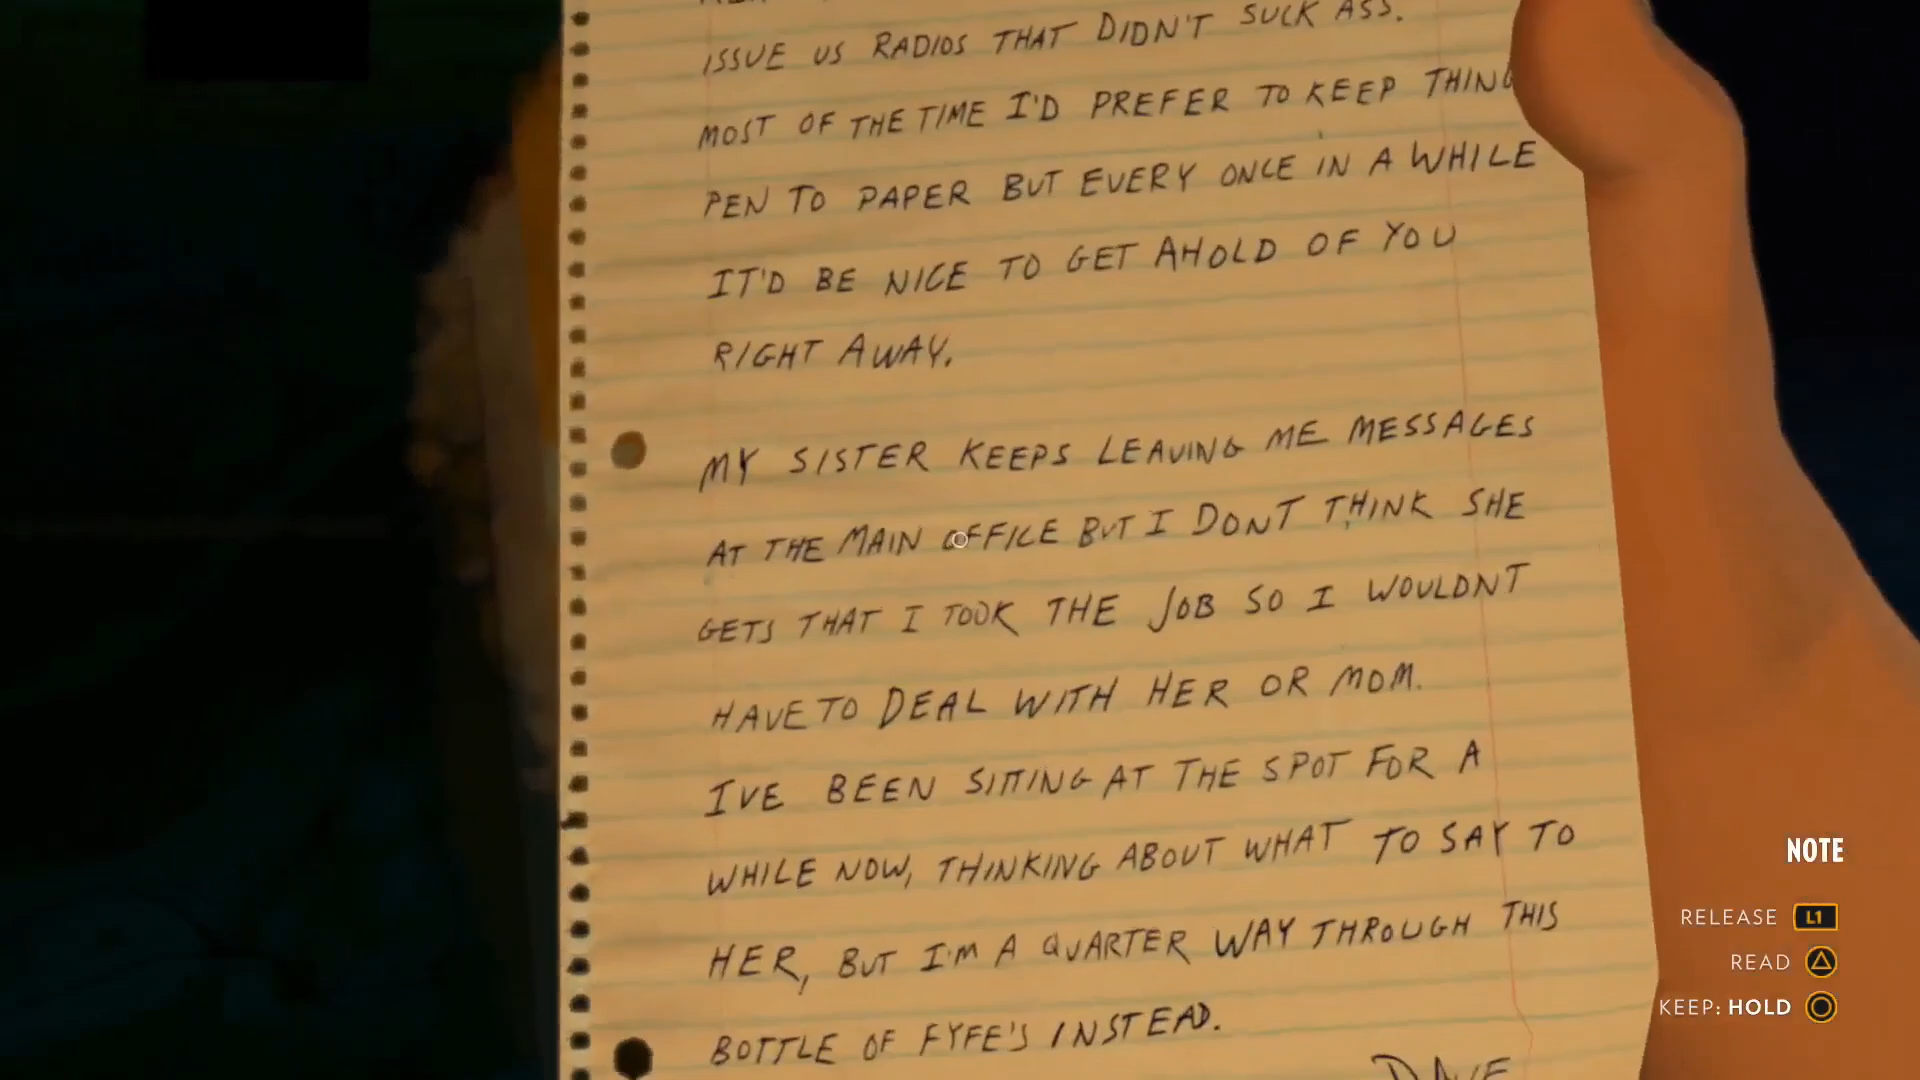 ISSUE US RADIOS THAT DIDN'T SUCK ASS.
MOST OF THE TIME I'D PREFER TO KEEP THING
PEN TO PAPER BUT EVERY ONCE IN A WHILE
IT'D BE NICE TO GET AHOLD OF YOU
RIGHT AWAY.
MY SISTER KEEPS LEAVING ME MESSAGES
AT THE MAIN OFFICE BUT I DONT THINK SHE
GETS THAT I TOOK THE JOB SO I WOULDNT
HAVE TO DEAL WITH HER OR MOM.
IVE BEEN SITTING AT THE SPOT FOR A
WHILE NOW, THINKING ABOUT WHAT TO SAY TO
HER, BUT I'M A QUARTER WAY THROUGH THIS
BOTTLE OF FYFE'S INSTEAD.
DAVE
NOTE
RELEASE L1
READ
KEEP: HOLD